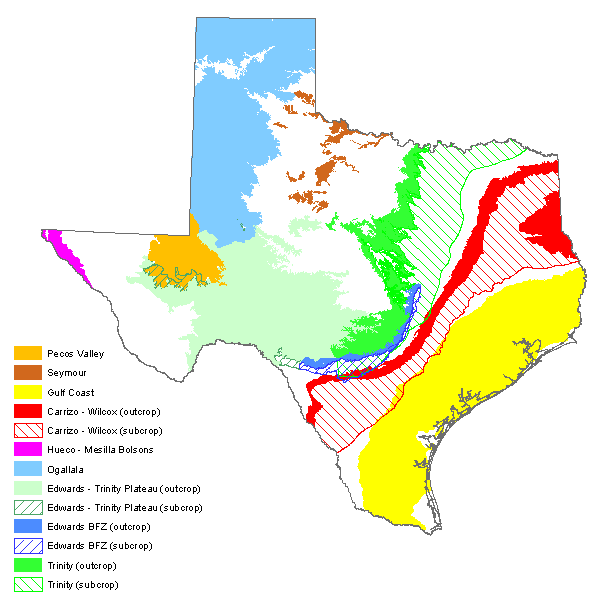 Pecos Valley
Seymour
Gulf Coast
Carrizo - Wilcox (outcrop)
Carrizo - Wilcox (subcrop)
Hueco - Mesilla Bolsons
Ogallala
Edwards - Trinity Plateau (outcrop)
Edwards - Trinity Plateau (subcrop)
Edwards BFZ (outcrop)
Edwards BFZ (subcrop)
Trinity (outcrop)
Trinity (subcrop)